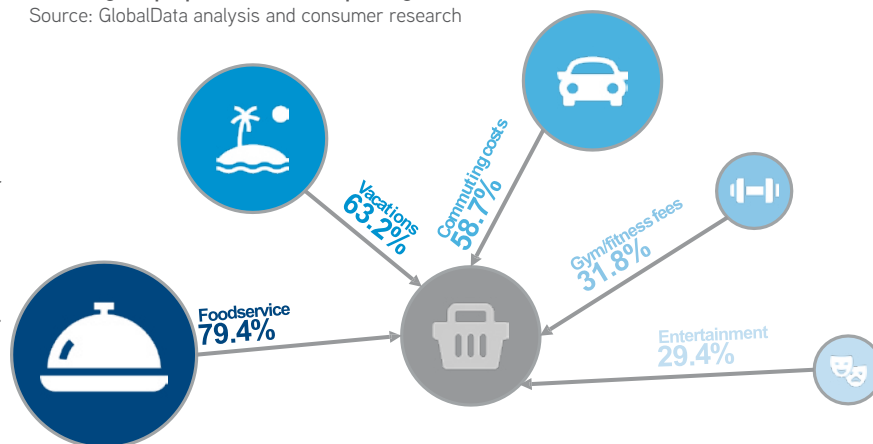 Source: GlobalData analysis and consumer research
Vacations
63.2%
Commuting costs
58.7%
Gym/fitness fees
31.8%
Foodservice
79.4%
Entertainment
29.4%